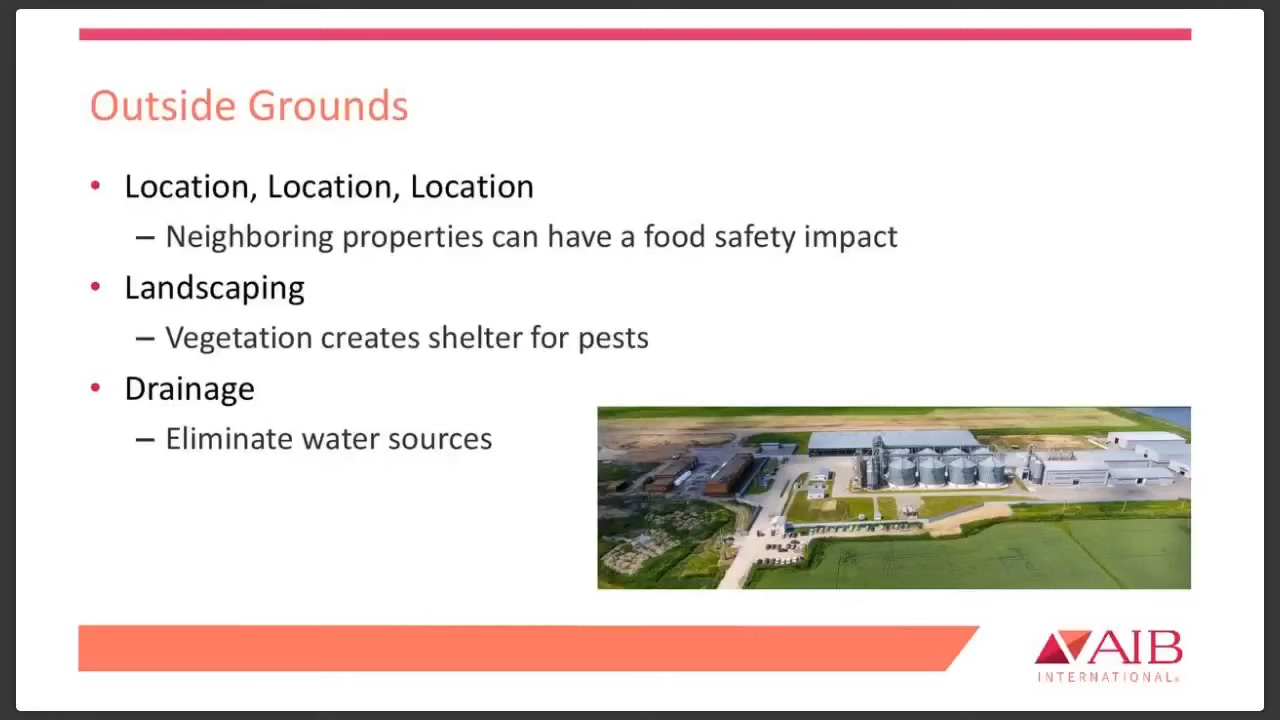 Outside Grounds
• Location, Location, Location
– Neighboring properties can have a food safety impact
• Landscaping
– Vegetation creates shelter for pests
• Drainage
– Eliminate water sources
AIB
INTERNATIONAL®